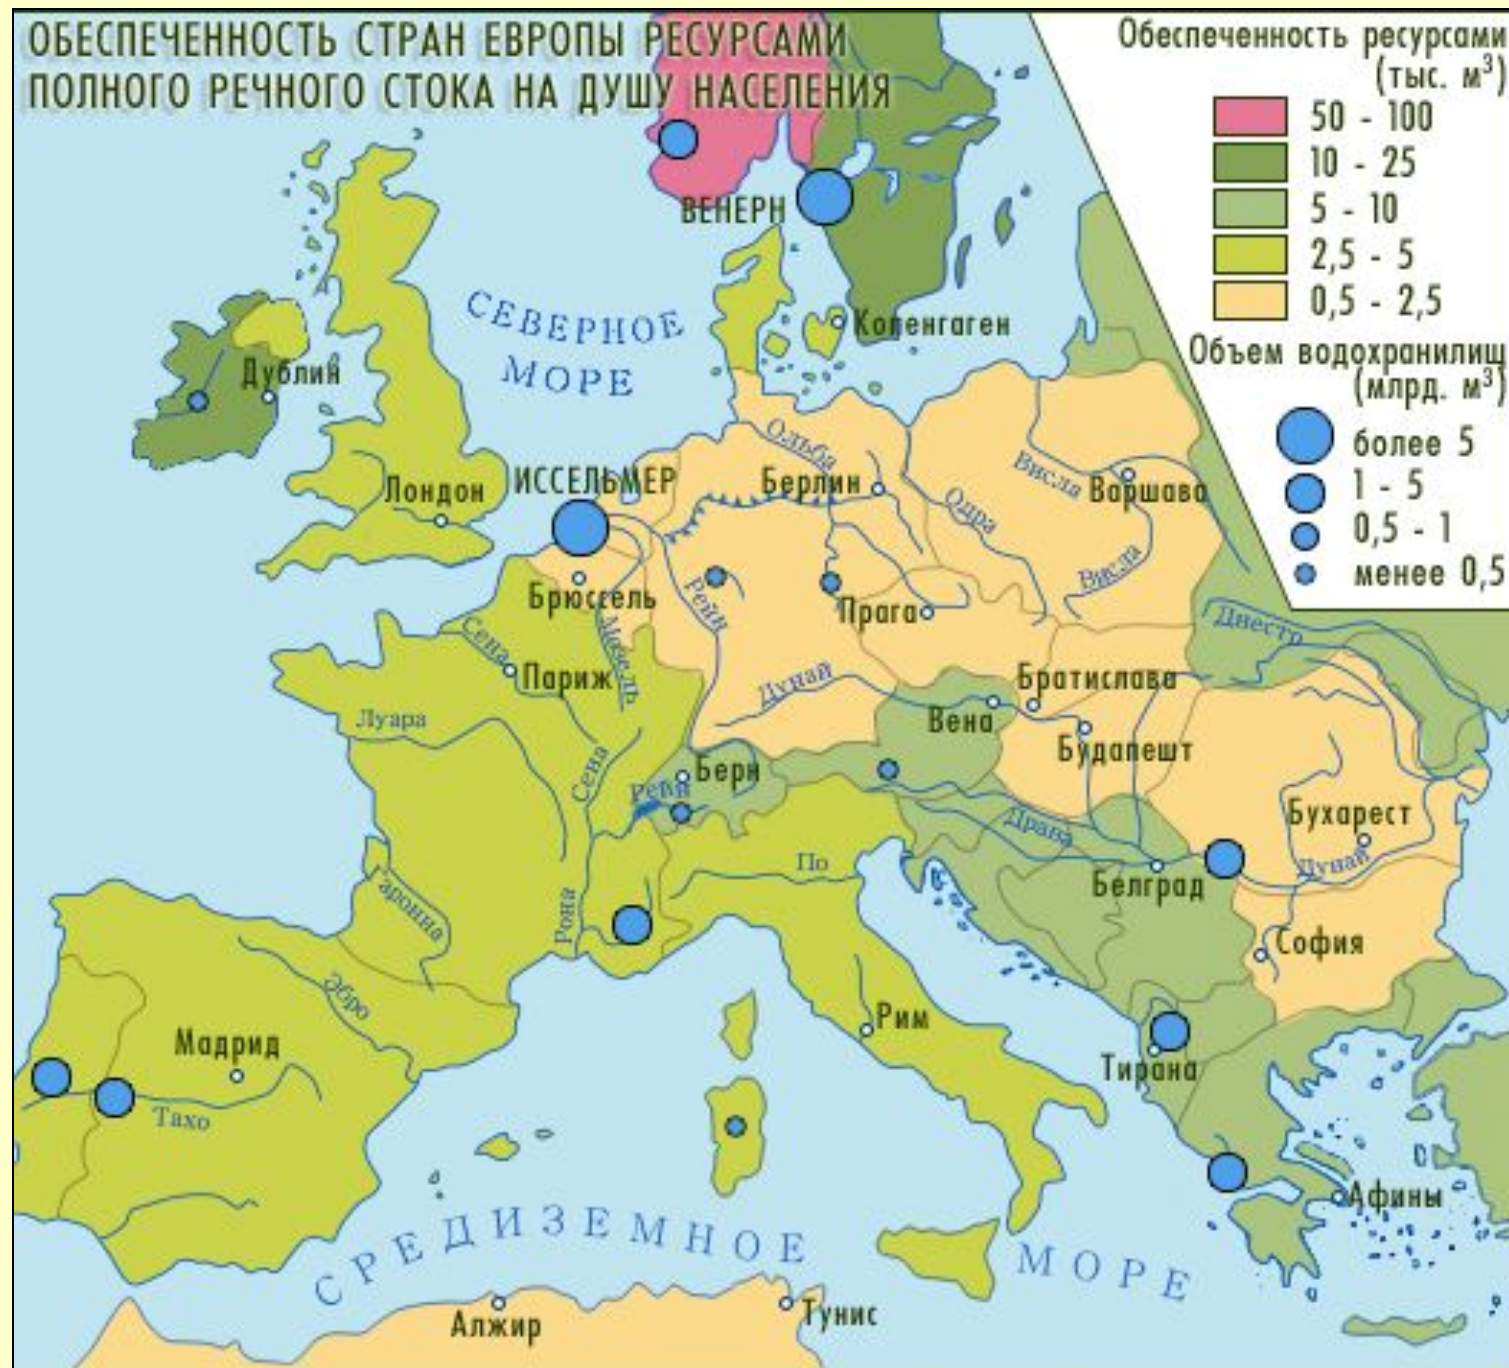 ОБЕСПЕЧЕННОСТЬ СТРАН ЕВРОПЫ РЕСУРСАМИ
ПОЛНОГО РЕЧНОГО СТОКА НА ДУШУ НАСЕЛЕНИЯ
Обеспеченность ресурсами
(тыс. м³)
50 - 100
10 - 25
5 - 10
2,5 - 5
0,5 - 2,5
Объем водохранилищ
(млрд. м³)
более 5
1 - 5
0,5 - 1
менее 0,5
ВЕНЕРН
СЕВЕРНОЕ
МОРЕ
Копенгаген
Дублин
Лондон
ИССЕЛЬМЕР
Ольба
Берлин
Одра
Висла
Варшава
Висла
Брюссель
Рейн
Прага
Днестр
Сена
Мозель
Париж
Дунай
Братислава
Вена
Луара
Будапешт
Сена
Берн
Рейн
Бухарест
Драва
По
Дунай
Белград
Гаронна
Рона
София
Эбро
Рим
Мадрид
Тирана
Тахо
Афины
СРЕДИЗЕМНОЕ МОРЕ
Алжир
Тунис